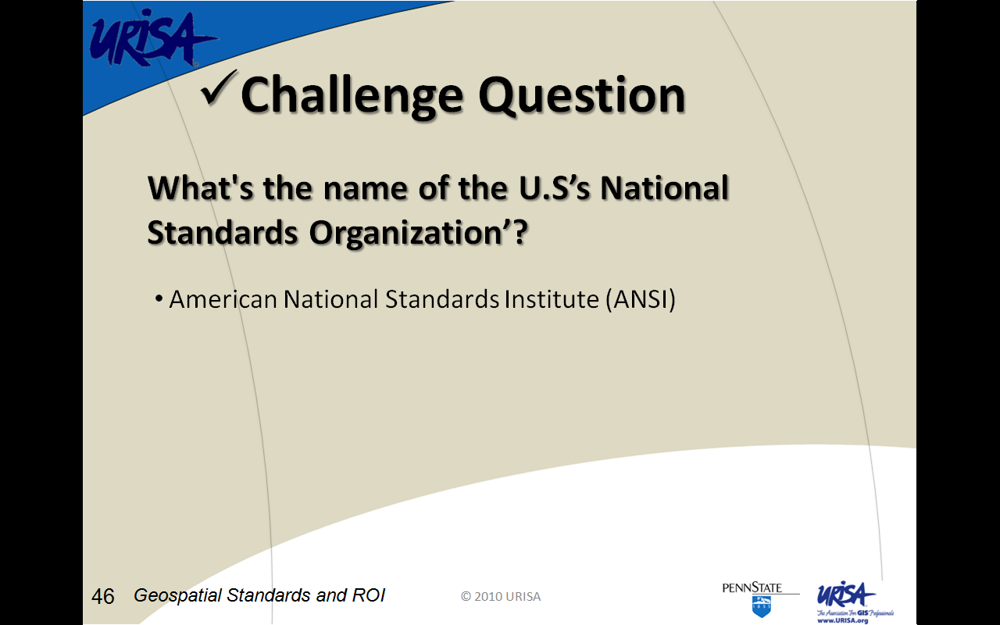 URISA
✓Challenge Question
What's the name of the U.S’s National
Standards Organization’?
• American National Standards Institute (ANSI)
46 Geospatial Standards and ROI © 2010 URISA
PENNSTATE
1855
URISA
The Association For GIS Professionals
www.URISA.org